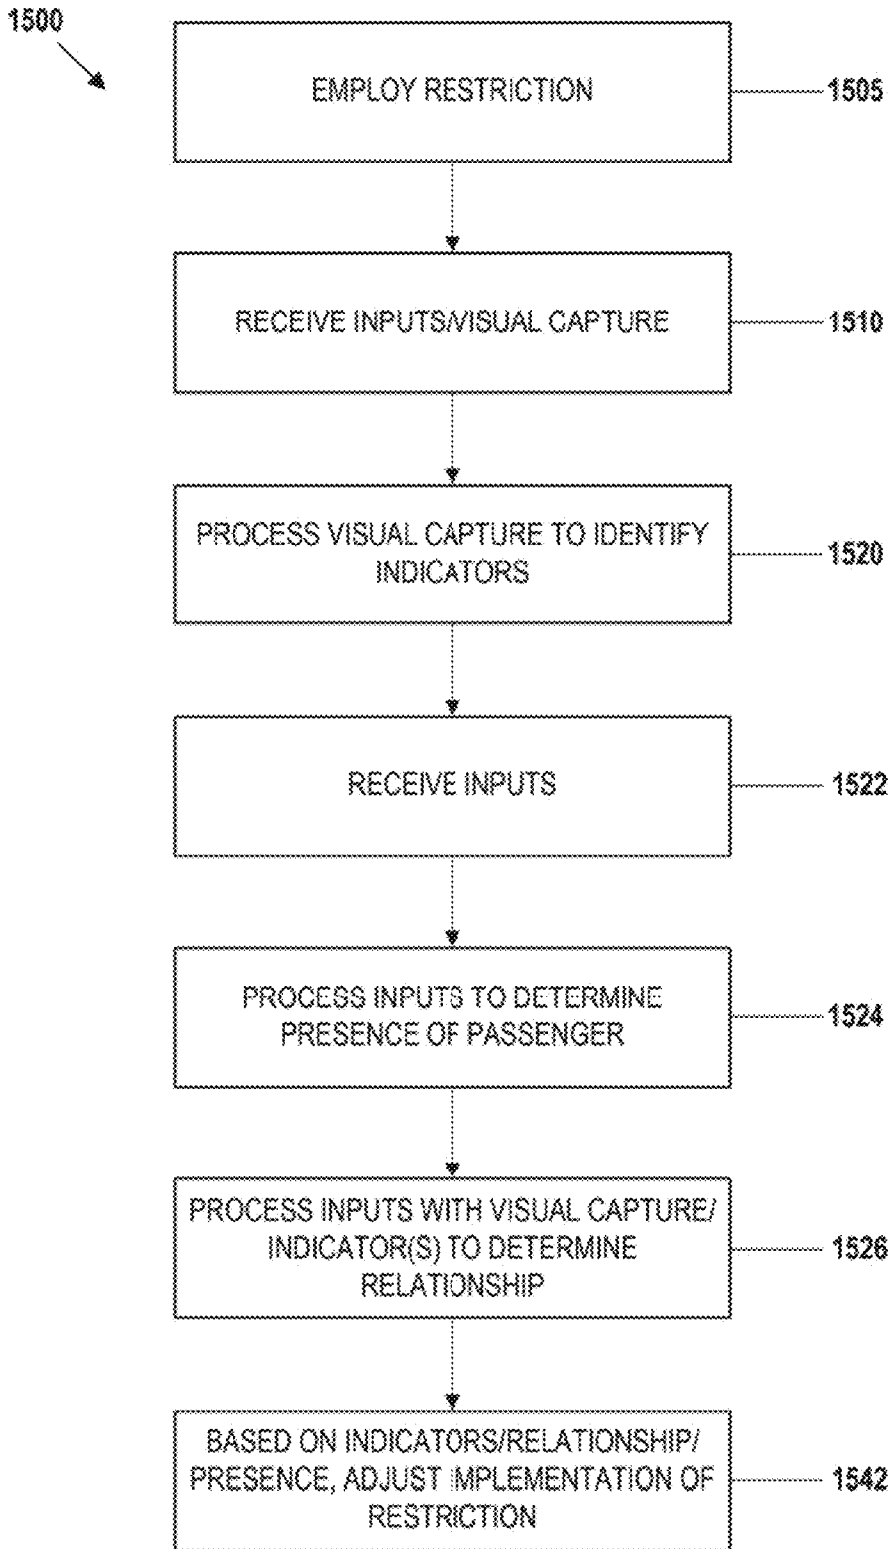 1500
EMPLOY RESTRICTION
1505
RECEIVE INPUTS/VISUAL CAPTURE
1510
PROCESS VISUAL CAPTURE TO IDENTIFY
INDICATORS
1520
RECEIVE INPUTS
1522
PROCESS INPUTS TO DETERMINE
PRESENCE OF PASSENGER
1524
PROCESS INPUTS WITH VISUAL CAPTURE/
INDICATOR(S) TO DETERMINE
RELATIONSHIP
1526
BASED ON INDICATORS/RELATIONSHIP/
PRESENCE, ADJUST IMPLEMENTATION OF
RESTRICTION
1542